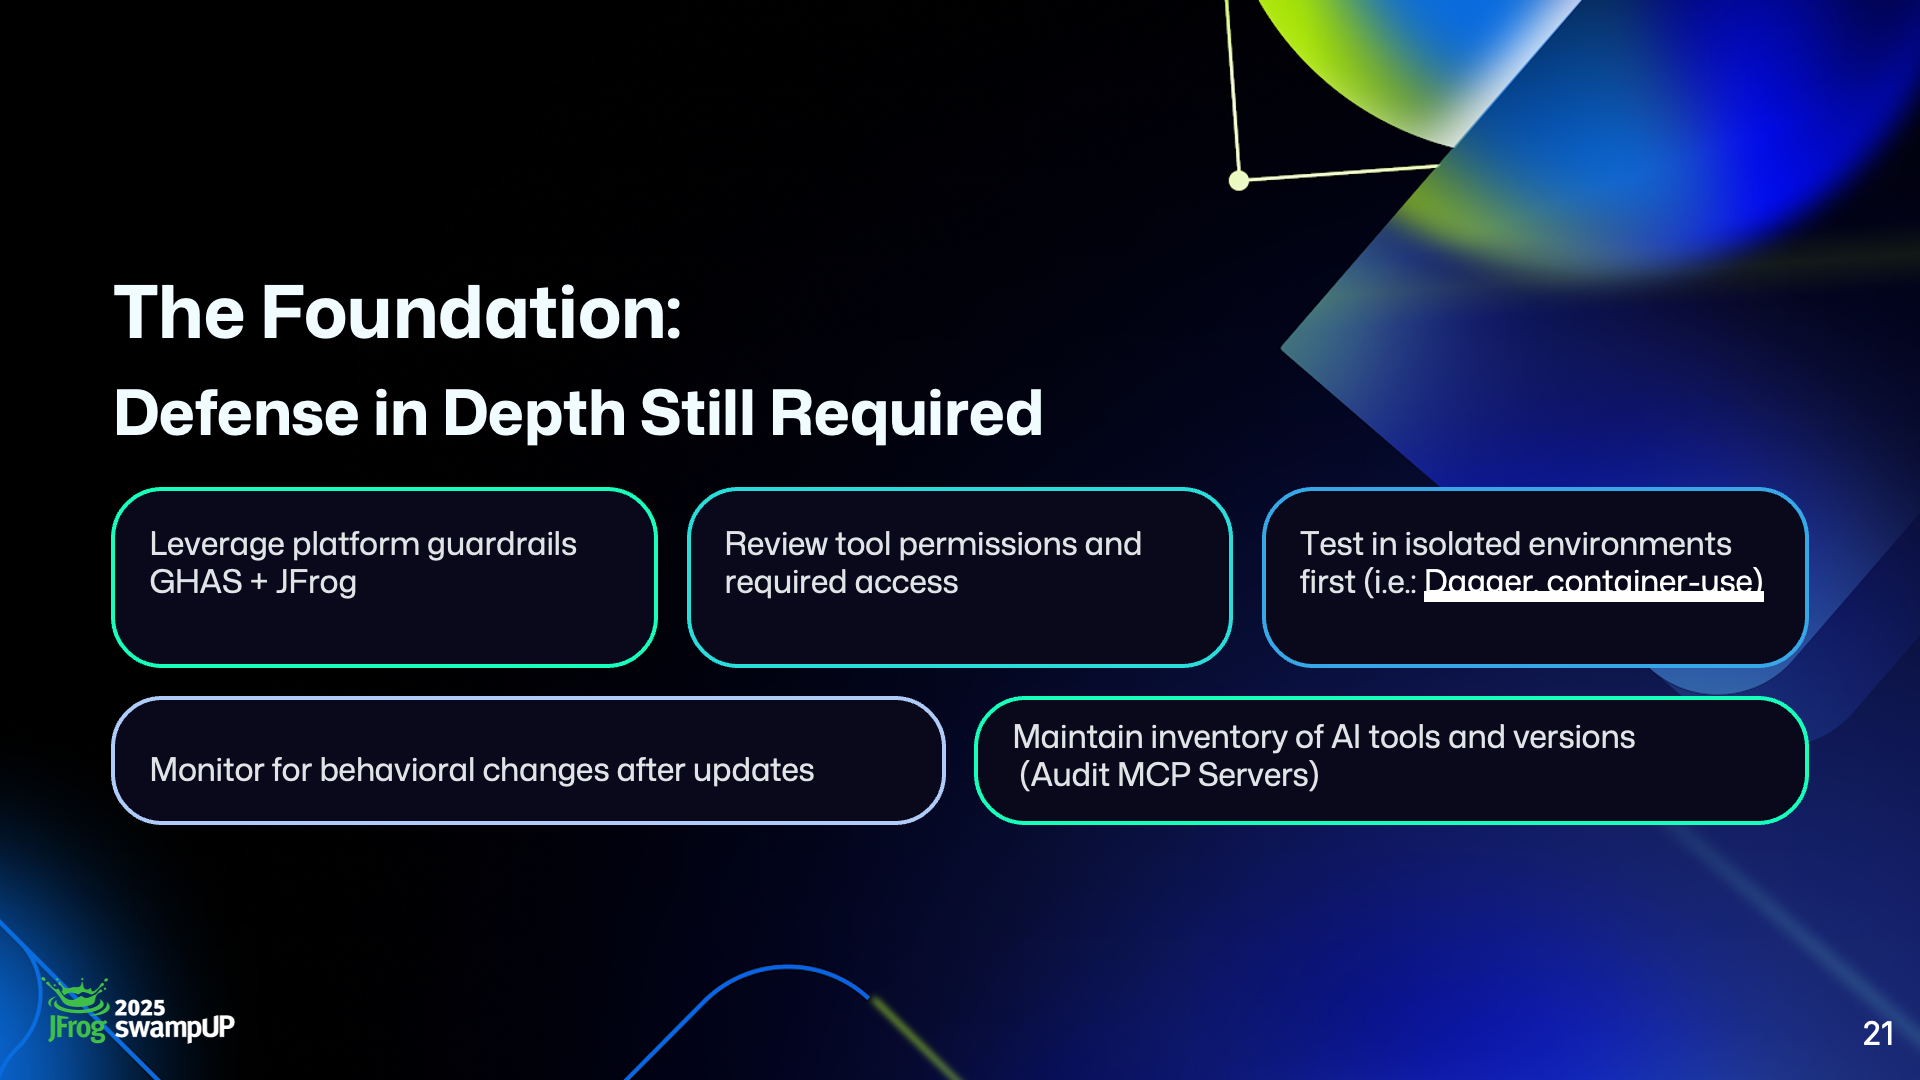 The Foundation:
Defense in Depth Still Required
Leverage platform guardrails
GHAS + JFrog
Review tool permissions and
required access
Test in isolated environments
first (i.e.: Dagger, container-use)
Monitor for behavioral changes after updates
Maintain inventory of AI tools and versions
(Audit MCP Servers)
JFrog
2025
swampUP
21